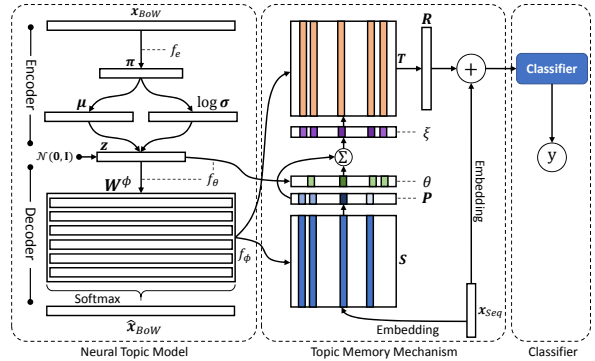 x_BoW
f_e
π
Encoder
μ
log σ
z
𝒩(0, I)
f_θ
W^ϕ
Decoder
f_ϕ
Softmax
x̂_BoW
Neural Topic Model
T
R
ξ
Σ
θ
P
S
Embedding
Embedding
x_Seq
+
Topic Memory Mechanism
Classifier
y
Classifier